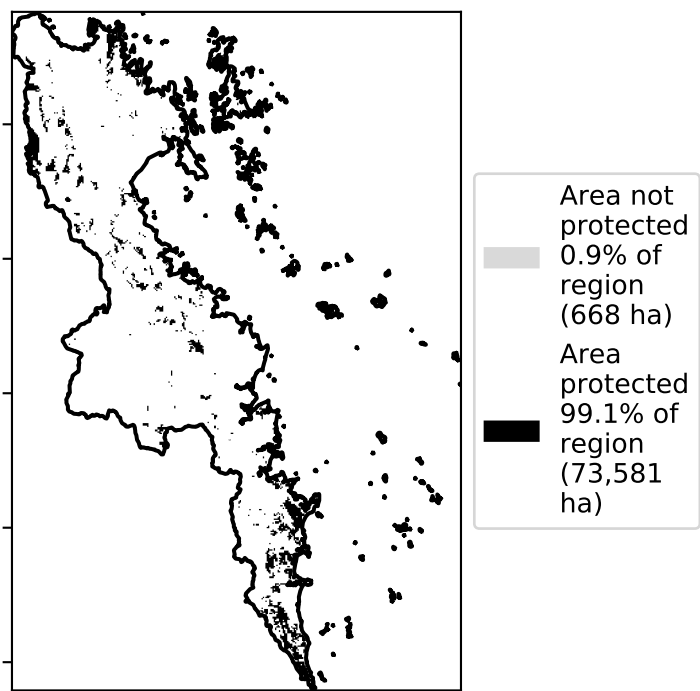 Area not
protected
0.9% of
region
(668 ha)
Area
protected
99.1% of
region
(73,581
ha)